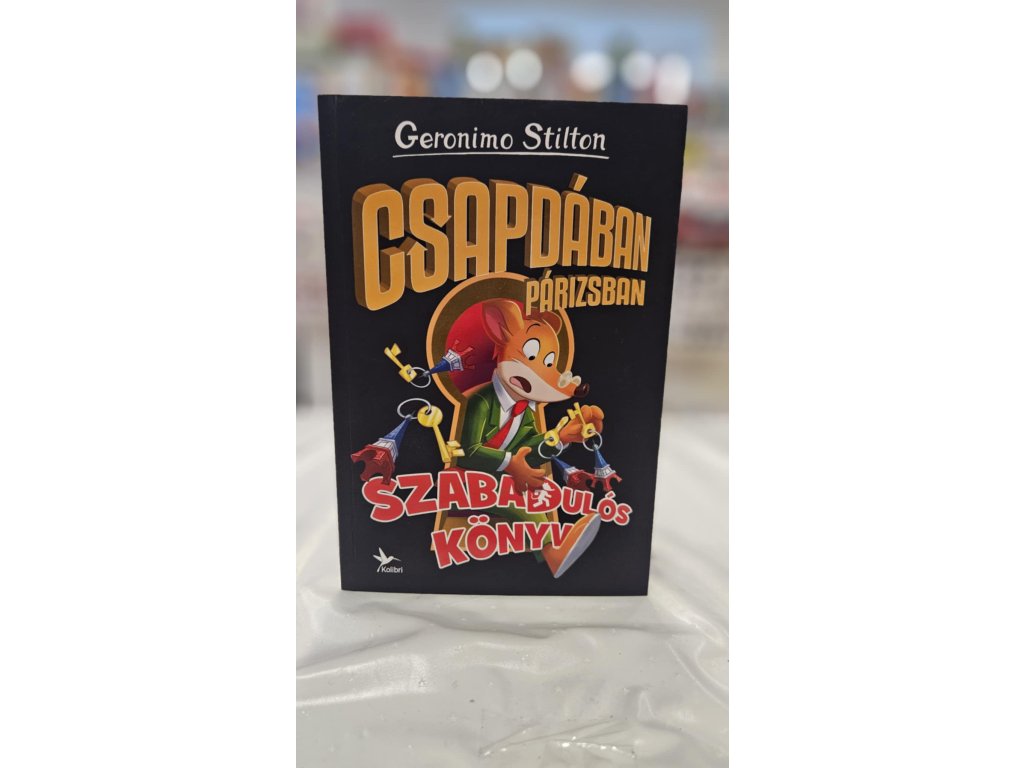 Geronimo Stilton
CSAPDÁBAN
PÁRIZSBAN
SZABADULÓS
KÖNYV
Kolibri